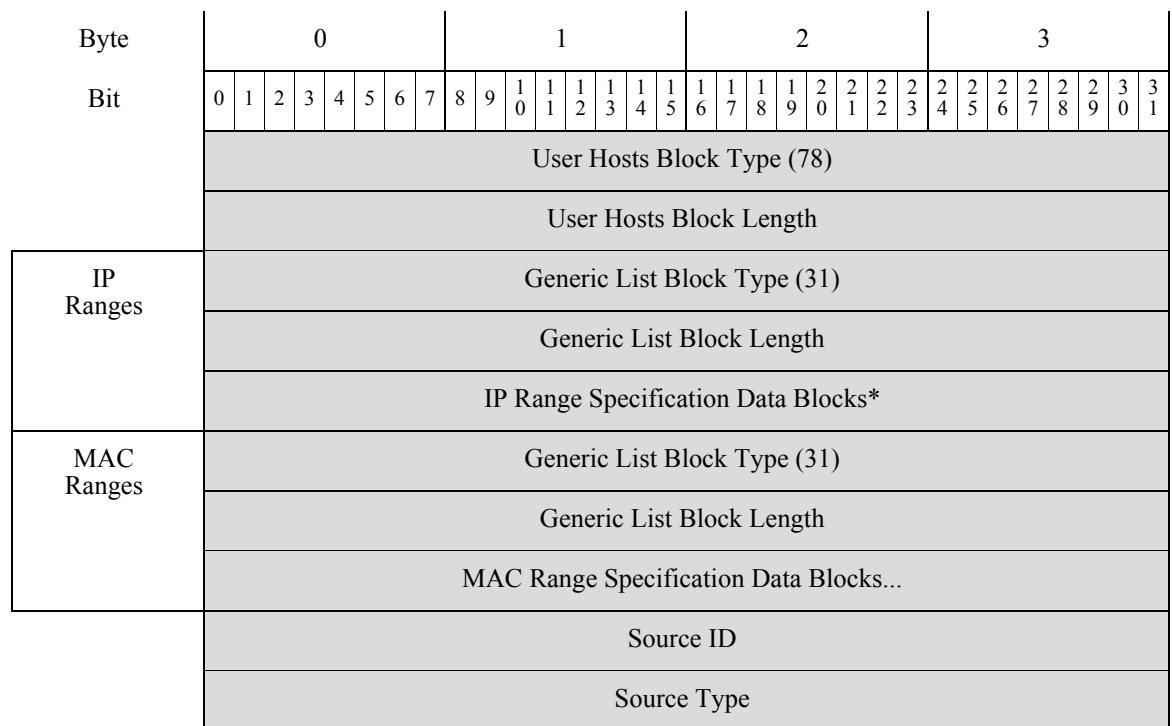 Byte 0 1 2 3
Bit 0 1 2 3 4 5 6 7 8 9 10 11 12 13 14 15 16 17 18 19 20 21 22 23 24 25 26 27 28 29 30 31
User Hosts Block Type (78)
User Hosts Block Length
IP
Ranges
Generic List Block Type (31)
Generic List Block Length
IP Range Specification Data Blocks*
MAC
Ranges
Generic List Block Type (31)
Generic List Block Length
MAC Range Specification Data Blocks...
Source ID
Source Type